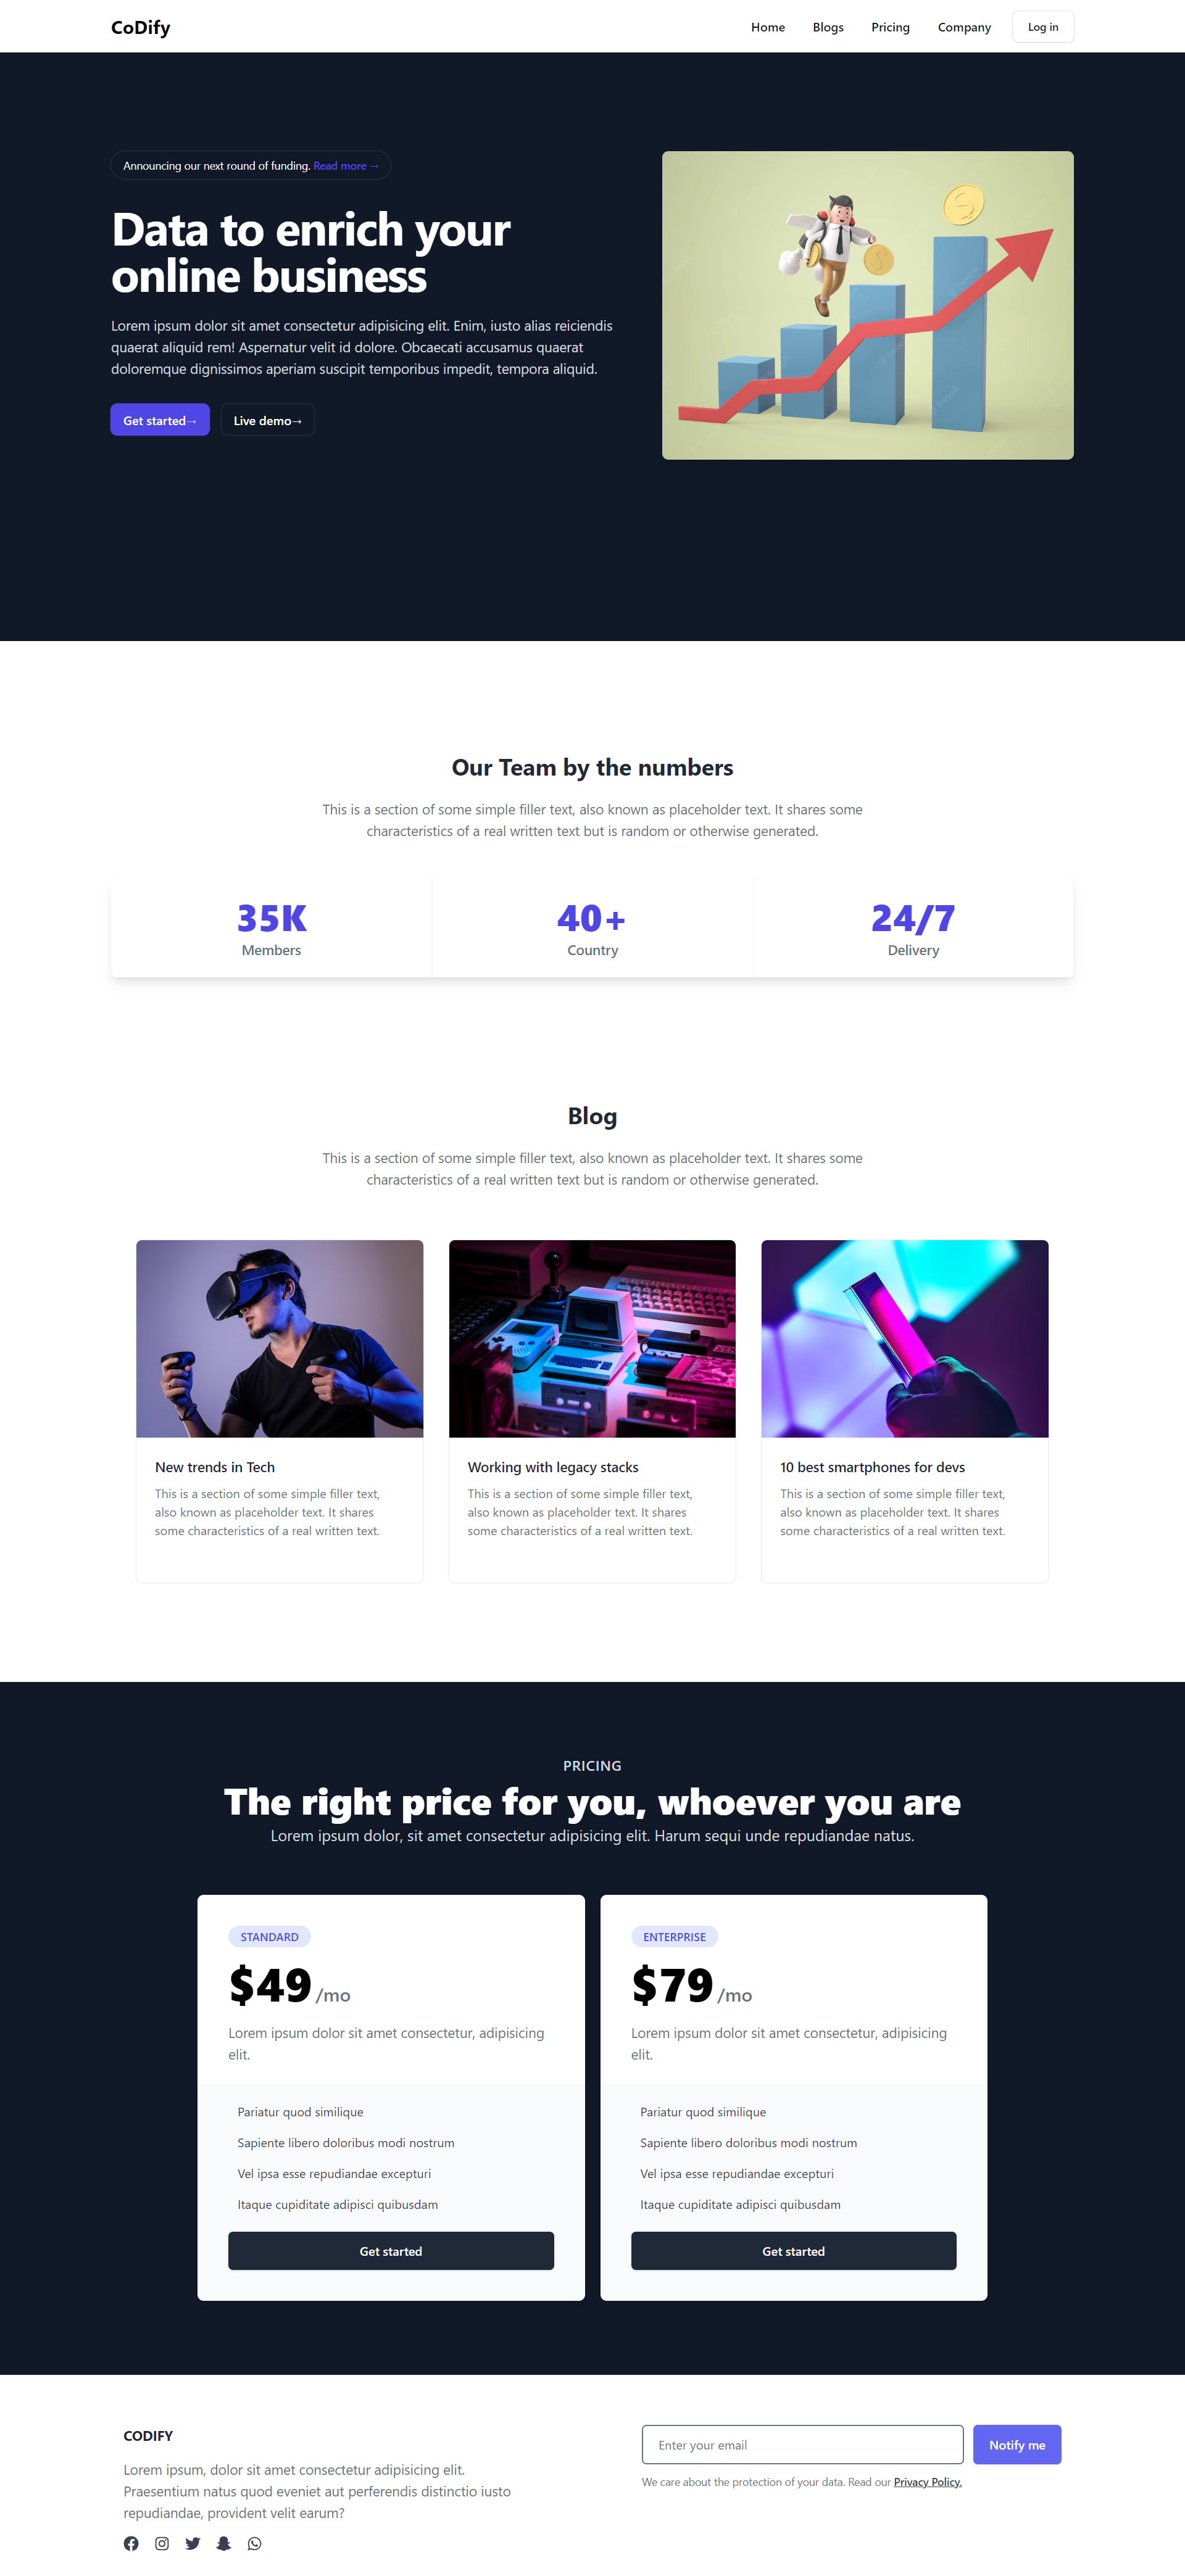 CoDify
Home Blogs Pricing Company Log in
Announcing our next round of funding. Read more →
Data to enrich your
online business
Lorem ipsum dolor sit amet consectetur adipisicing elit. Enim, iusto alias reiciendis
quaerat aliquid rem! Aspernatur velit id dolore. Obcaecati accusamus quaerat
doloremque dignissimos aperiam suscipit temporibus impedit, tempora aliquid.
Get started→ Live demo→
Our Team by the numbers
This is a section of some simple filler text, also known as placeholder text. It shares some
characteristics of a real written text but is random or otherwise generated.
35K
Members
40+
Country
24/7
Delivery
Blog
This is a section of some simple filler text, also known as placeholder text. It shares some
characteristics of a real written text but is random or otherwise generated.
New trends in Tech
This is a section of some simple filler text,
also known as placeholder text. It shares
some characteristics of a real written text.
Working with legacy stacks
This is a section of some simple filler text,
also known as placeholder text. It shares
some characteristics of a real written text.
10 best smartphones for devs
This is a section of some simple filler text,
also known as placeholder text. It shares
some characteristics of a real written text.
PRICING
The right price for you, whoever you are
Lorem ipsum dolor, sit amet consectetur adipisicing elit. Harum sequi unde repudiandae natus.
STANDARD
$49 /mo
Lorem ipsum dolor sit amet consectetur, adipisicing
elit.
Pariatur quod similique
Sapiente libero doloribus modi nostrum
Vel ipsa esse repudiandae excepturi
Itaque cupiditate adipisci quibusdam
Get started
ENTERPRISE
$79 /mo
Lorem ipsum dolor sit amet consectetur, adipisicing
elit.
Pariatur quod similique
Sapiente libero doloribus modi nostrum
Vel ipsa esse repudiandae excepturi
Itaque cupiditate adipisci quibusdam
Get started
CODIFY
Lorem ipsum, dolor sit amet consectetur adipisicing elit.
Praesentium natus quod eveniet aut perferendis distinctio iusto
repudiandae, provident velit earum?
Enter your email
Notify me
We care about the protection of your data. Read our Privacy Policy.